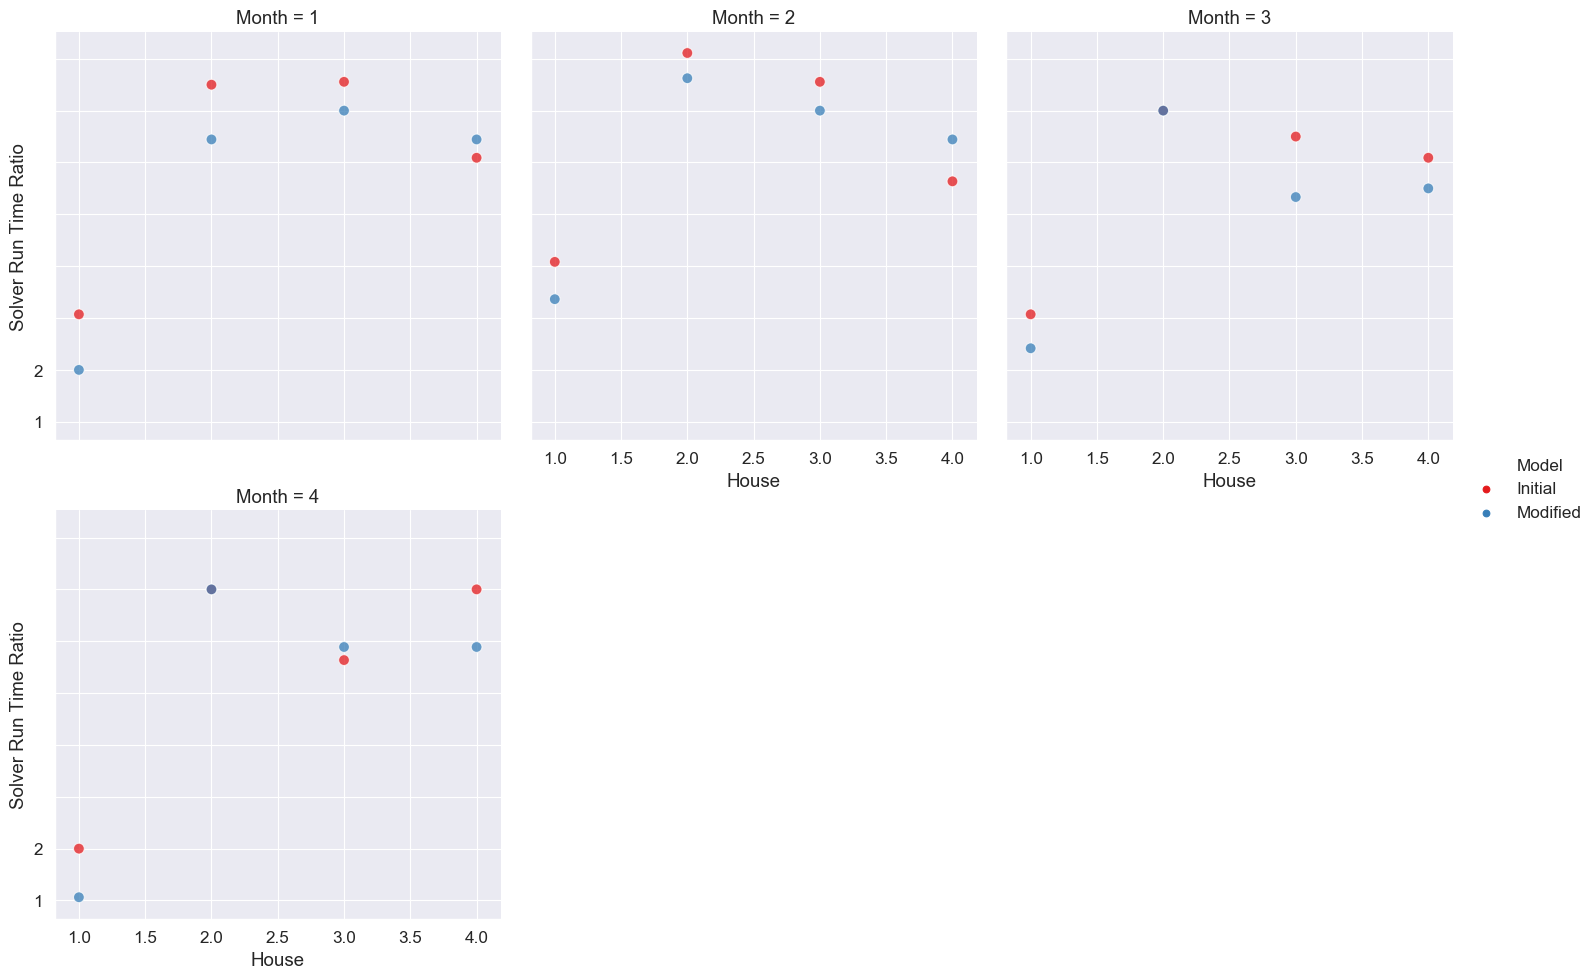 Month = 1
Month = 2
Month = 3
Solver Run Time Ratio
2
1
1.0 1.5 2.0 2.5 3.0 3.5 4.0
House
1.0 1.5 2.0 2.5 3.0 3.5 4.0
House
Model
Initial
Modified
Month = 4
Solver Run Time Ratio
2
1
1.0 1.5 2.0 2.5 3.0 3.5 4.0
House